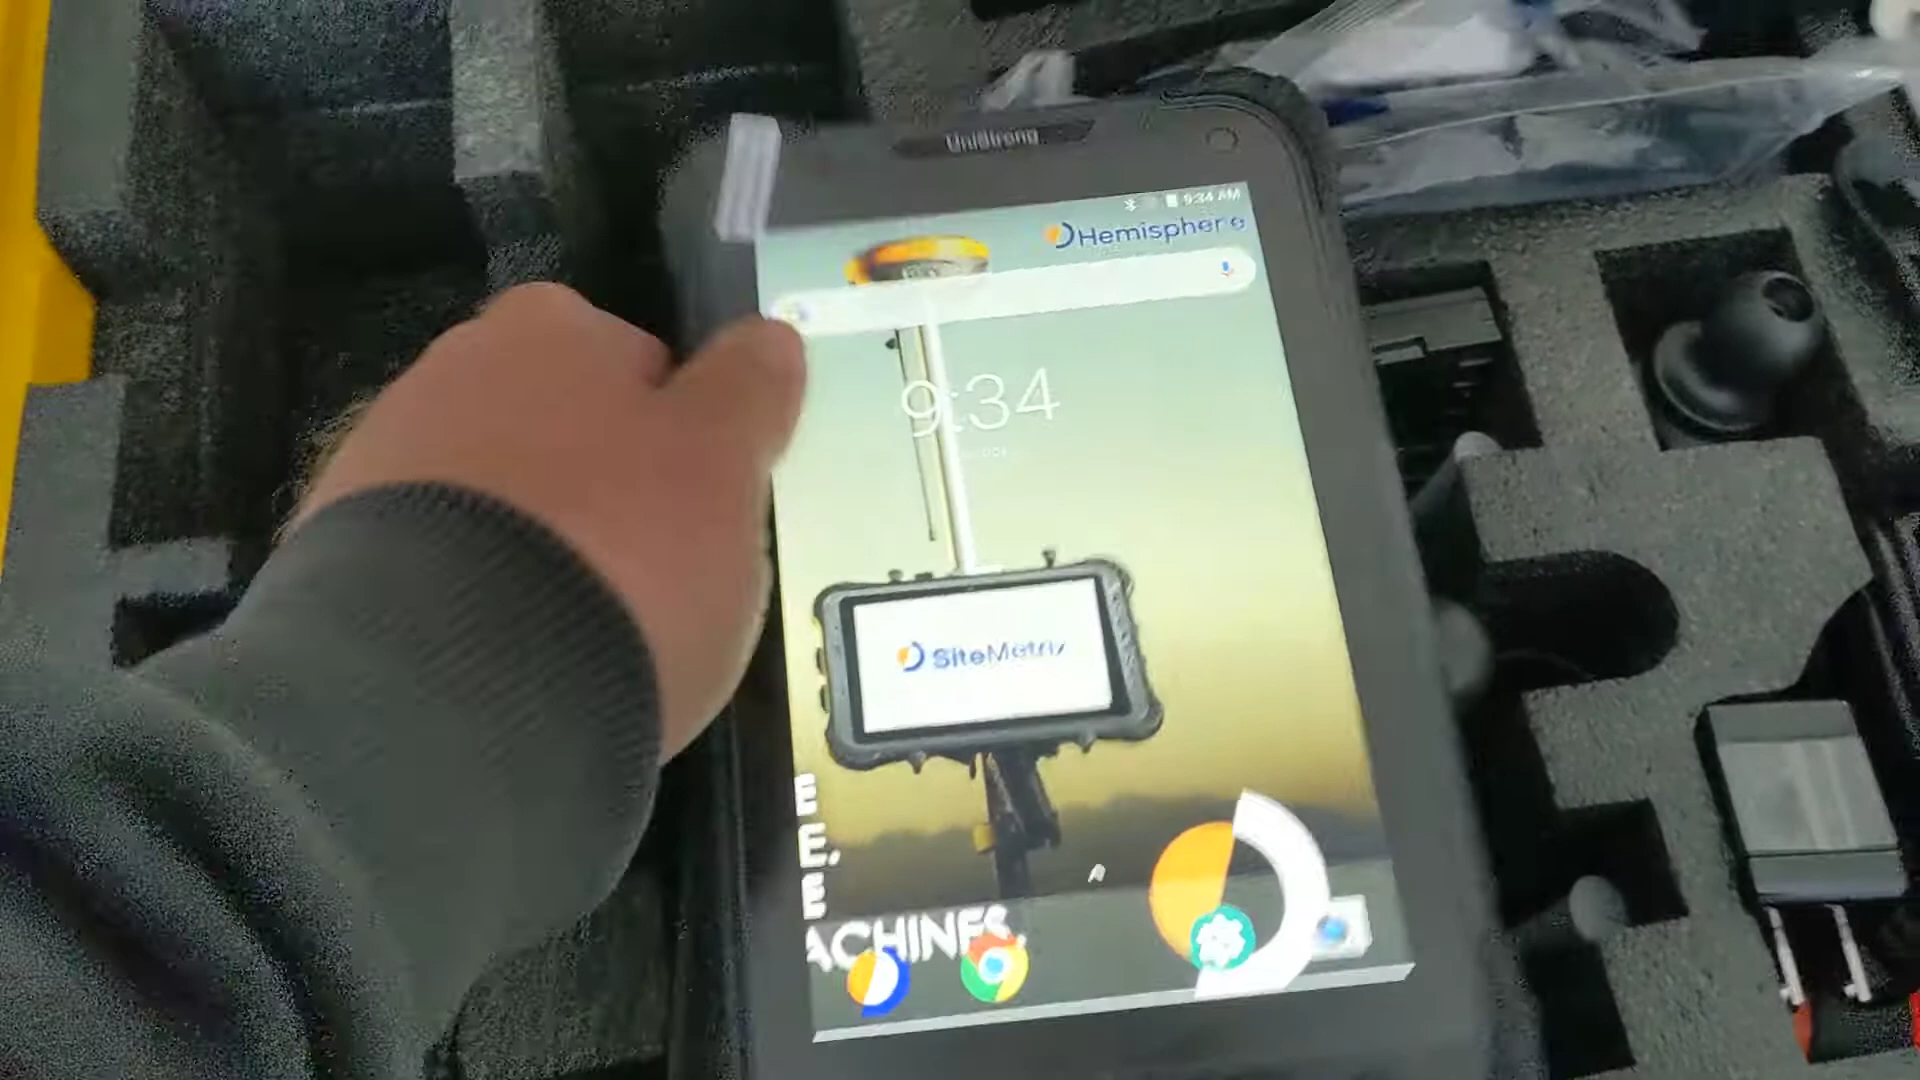 UniStrong
9:34 AM
Hemisphere
9:34
SiteMetrix
E
E,
E
ACHINES.